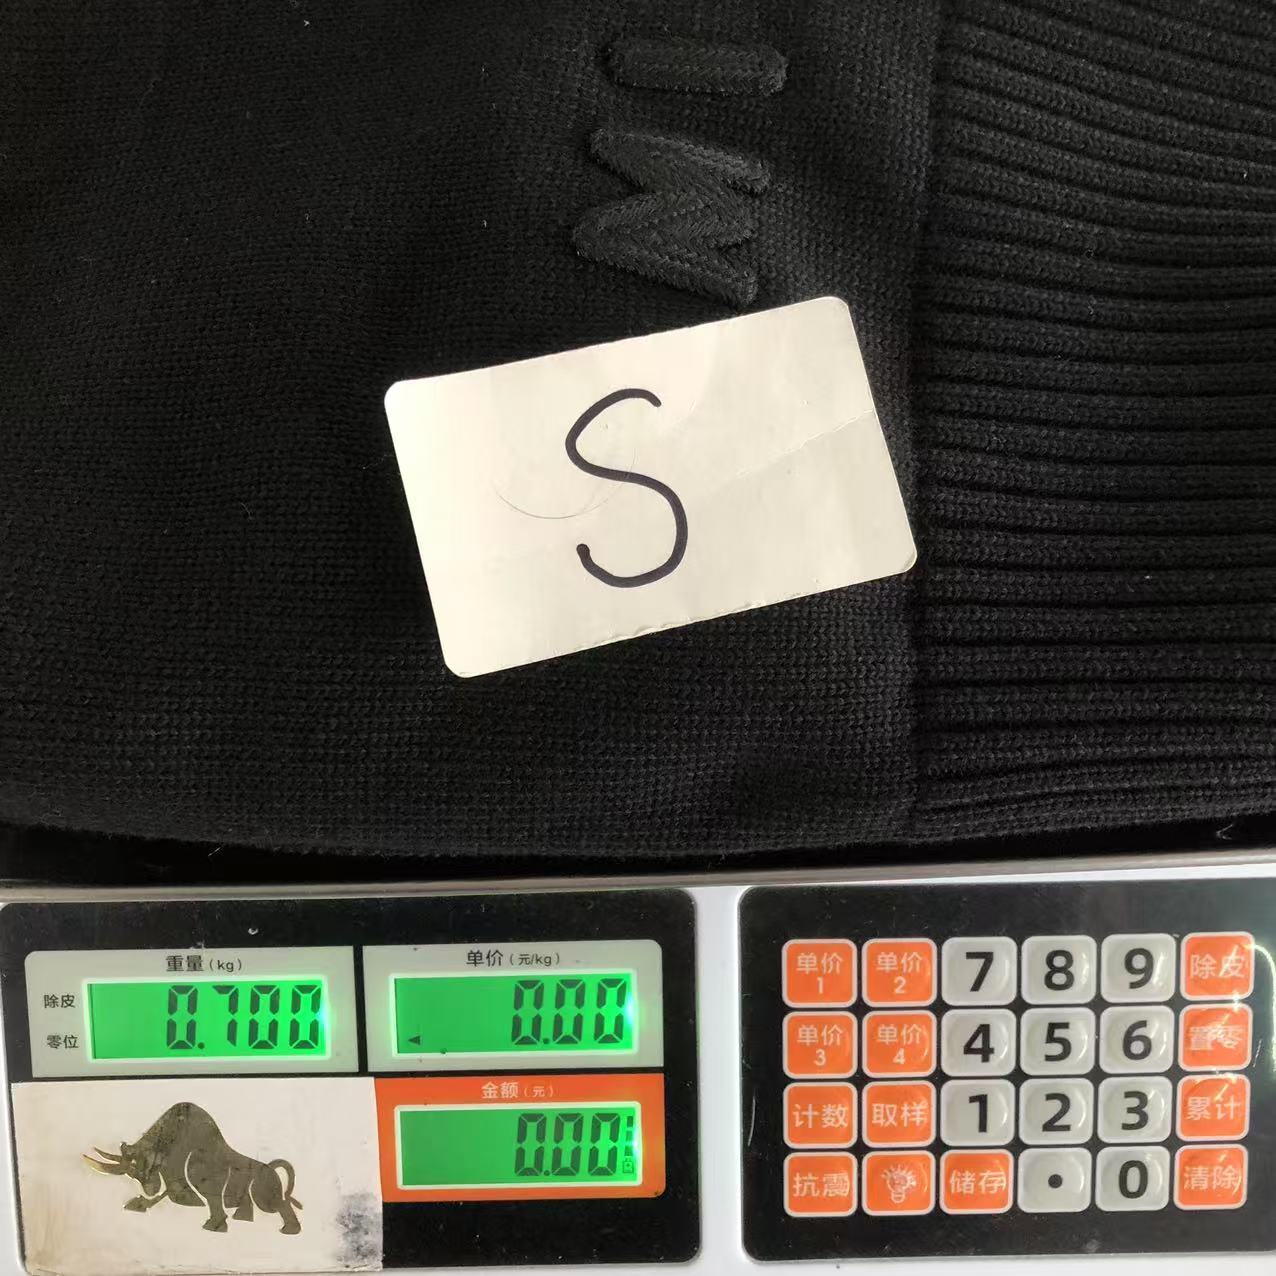 S
重量(kg)
除皮
零位
0.700
单价(元/kg)
0.00
金额(元)
0.00
单价1 单价2 7 8 9 除皮
单价3 单价4 4 5 6 置零
计数 取样 1 2 3 累计
抗震 储存 • 0 清除